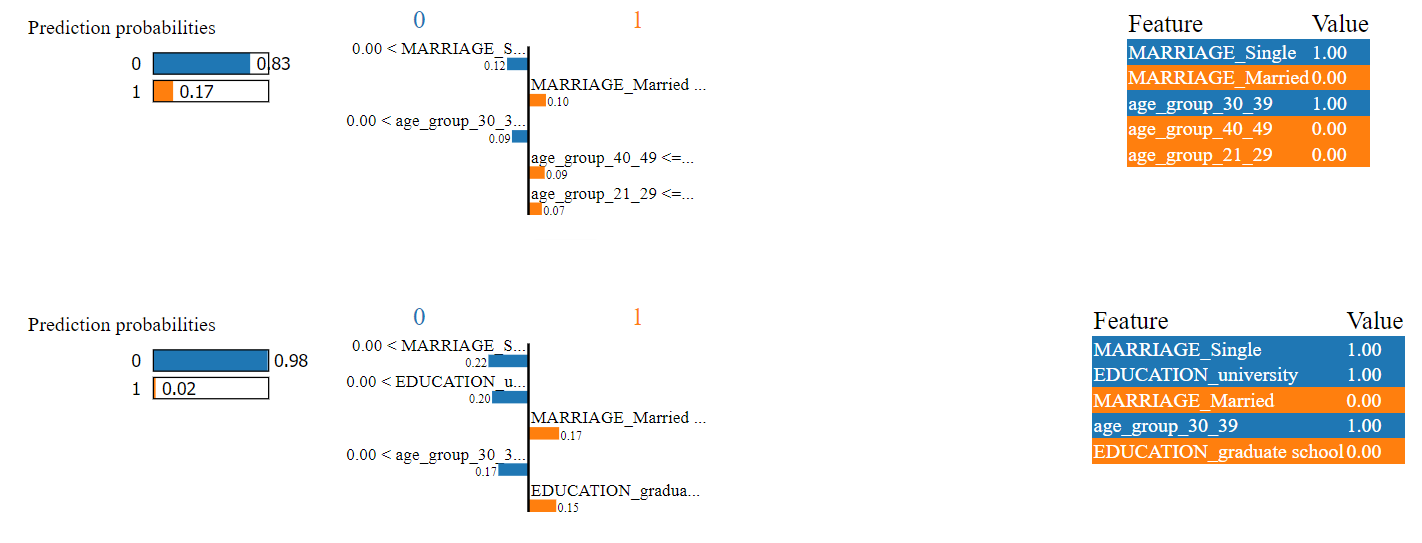 Prediction probabilities
0 0.83
1 0.17
0 1
0.00 < MARRIAGE_S...
0.12
MARRIAGE_Married ...
0.10
0.00 < age_group_30_3...
0.09
age_group_40_49 <=...
0.09
age_group_21_29 <=...
0.07
Feature Value
MARRIAGE_Single 1.00
MARRIAGE_Married 0.00
age_group_30_39 1.00
age_group_40_49 0.00
age_group_21_29 0.00
Prediction probabilities
0 0.98
1 0.02
0 1
0.00 < MARRIAGE_S...
0.22
0.00 < EDUCATION_u...
0.20
MARRIAGE_Married ...
0.17
0.00 < age_group_30_3...
0.17
EDUCATION_gradua...
0.15
Feature Value
MARRIAGE_Single 1.00
EDUCATION_university 1.00
MARRIAGE_Married 0.00
age_group_30_39 1.00
EDUCATION_graduate school 0.00